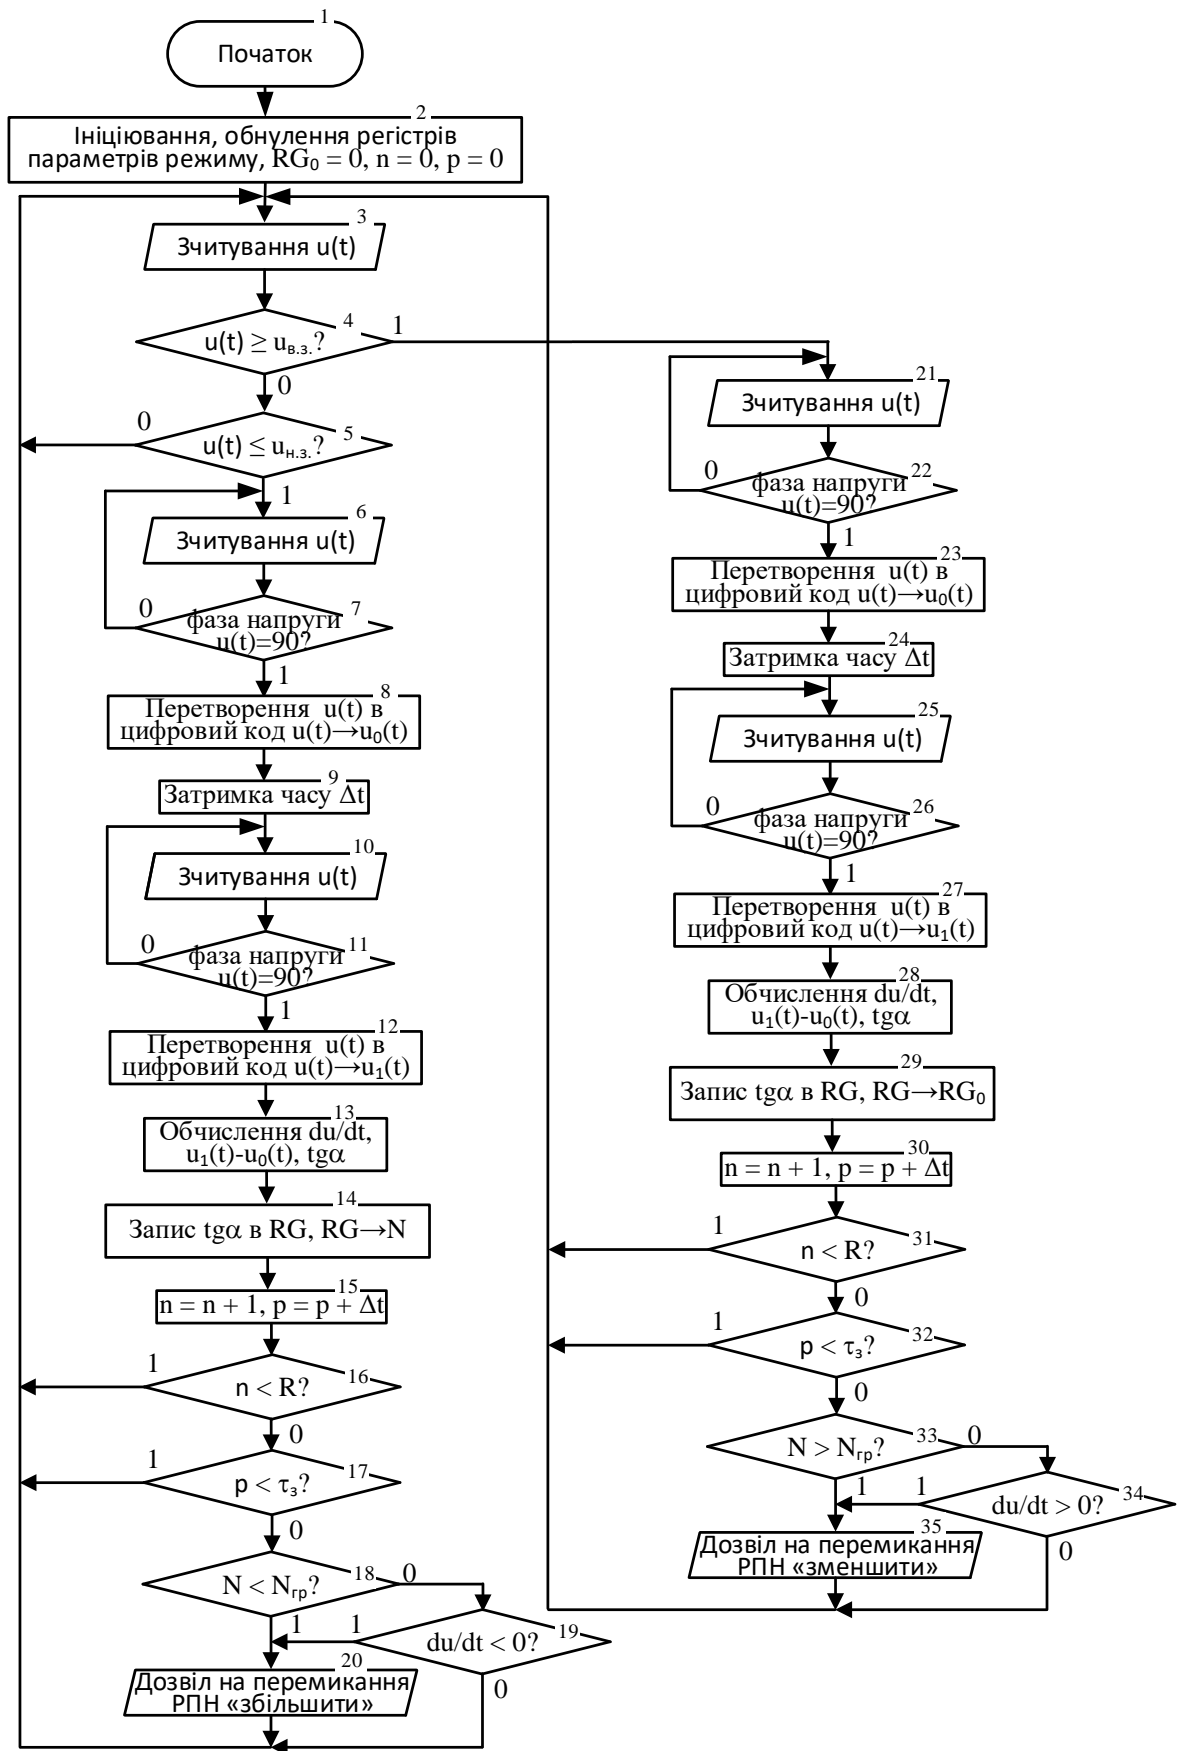 1
Початок
2
Ініціювання, обнулення регістрів
параметрів режиму, RG₀ = 0, n = 0, p = 0
3
Зчитування u(t)
4
u(t) ≥ uв.з.?
1
0
5
u(t) ≤ uн.з.?
0
1
6
Зчитування u(t)
7
фаза напруги
u(t)=90?
0
1
8
Перетворення u(t) в
цифровий код u(t)→u₀(t)
9
Затримка часу Δt
10
Зчитування u(t)
11
фаза напруги
u(t)=90?
0
1
12
Перетворення u(t) в
цифровий код u(t)→u₁(t)
13
Обчислення du/dt,
u₁(t)-u₀(t), tgα
14
Запис tgα в RG, RG→N
15
n = n + 1, p = p + Δt
16
n < R?
1
0
17
p < τз?
1
0
18
N < Nгр?
0
1
19
du/dt < 0?
1
0
20
Дозвіл на перемикання
РПН «збільшити»
21
Зчитування u(t)
22
фаза напруги
u(t)=90?
0
1
23
Перетворення u(t) в
цифровий код u(t)→u₀(t)
24
Затримка часу Δt
25
Зчитування u(t)
26
фаза напруги
u(t)=90?
0
1
27
Перетворення u(t) в
цифровий код u(t)→u₁(t)
28
Обчислення du/dt,
u₁(t)-u₀(t), tgα
29
Запис tgα в RG, RG→RG₀
30
n = n + 1, p = p + Δt
31
n < R?
1
0
32
p < τз?
1
0
33
N > Nгр?
0
1
34
du/dt > 0?
1
0
35
Дозвіл на перемикання
РПН «зменшити»